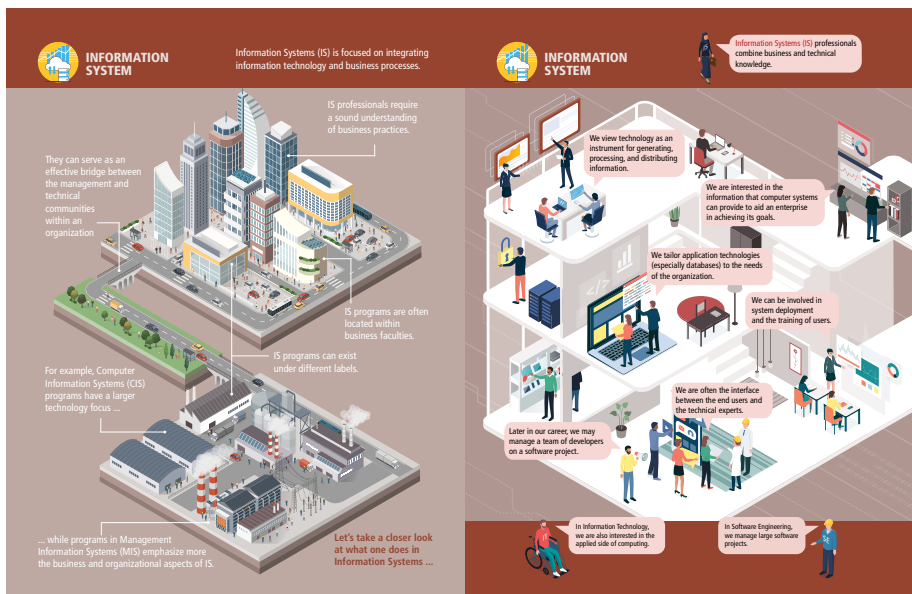 INFORMATION
SYSTEM
Information Systems (IS) is focused on integrating
information technology and business processes.
IS professionals require
a sound understanding
of business practices.
They can serve as an
effective bridge between
the management and
technical
communities
within an
organization
IS programs are often
located within
business faculties.
IS programs can exist
under different labels.
For example, Computer
Information Systems (CIS)
programs have a larger
technology focus ...
... while programs in Management
Information Systems (MIS) emphasize more
the business and organizational aspects of IS.
Let's take a closer look
at what one does in
Information Systems ...
INFORMATION
SYSTEM
Information Systems (IS) professionals
combine business and technical
knowledge.
We view technology as an
instrument for generating,
processing, and distributing
information.
We are interested in the
information that computer systems
can provide to aid an enterprise
in achieving its goals.
We tailor application technologies
(especially databases) to the needs
of the organization.
We can be involved in
system deployment
and the training of users.
We are often the interface
between the end users and
the technical experts.
Later in our career, we may
manage a team of developers
on a software project.
In Information Technology,
we are also interested in the
applied side of computing.
In Software Engineering,
we manage large software
projects.
SE